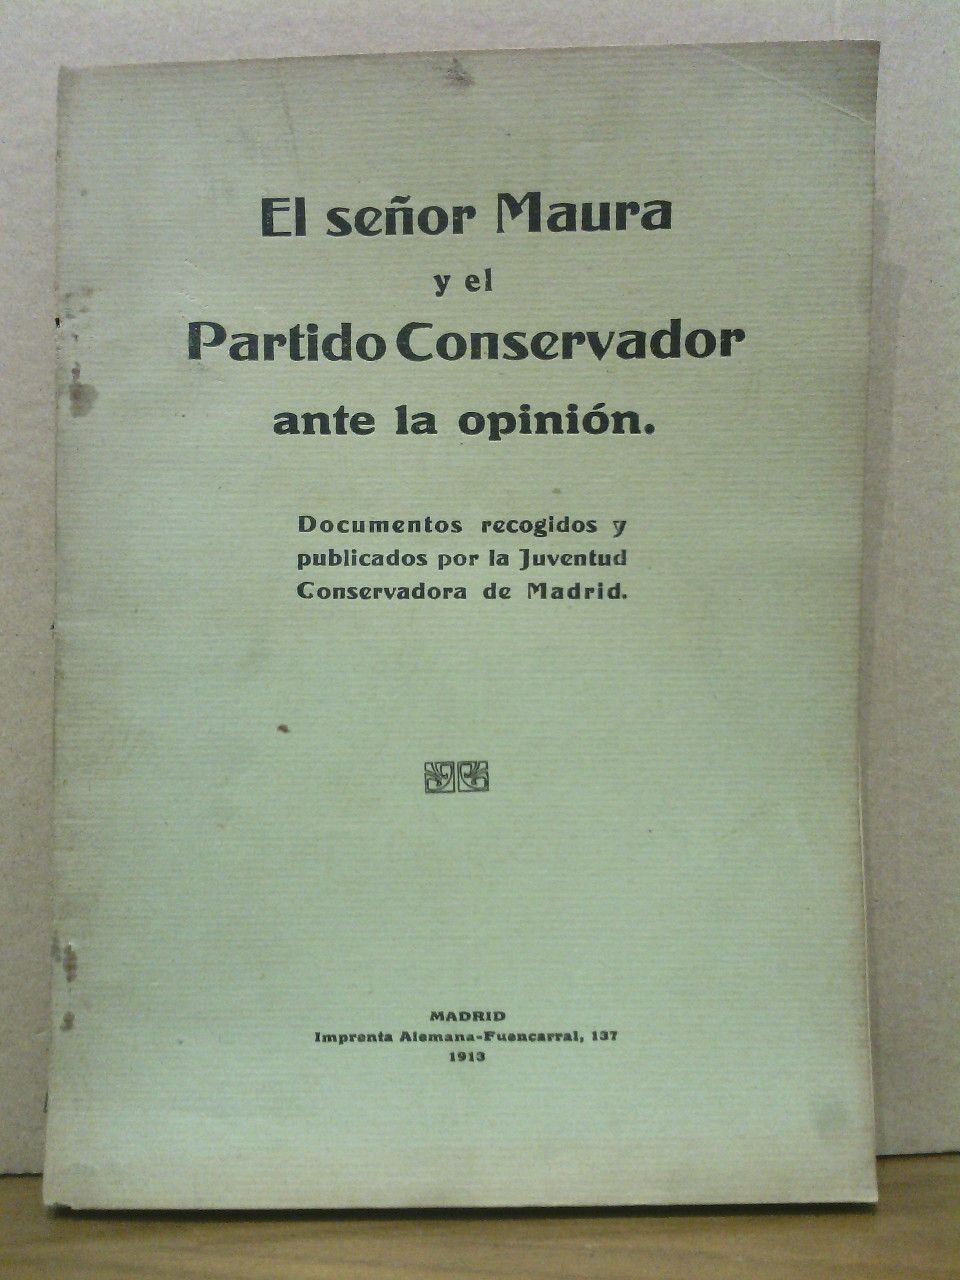 El señor Maura
y el
Partido Conservador
ante la opinión.
Documentos recogidos y
publicados por la Juventud
Conservadora de Madrid.
MADRID
Imprenta Alemana-Fuencarral, 137
1913